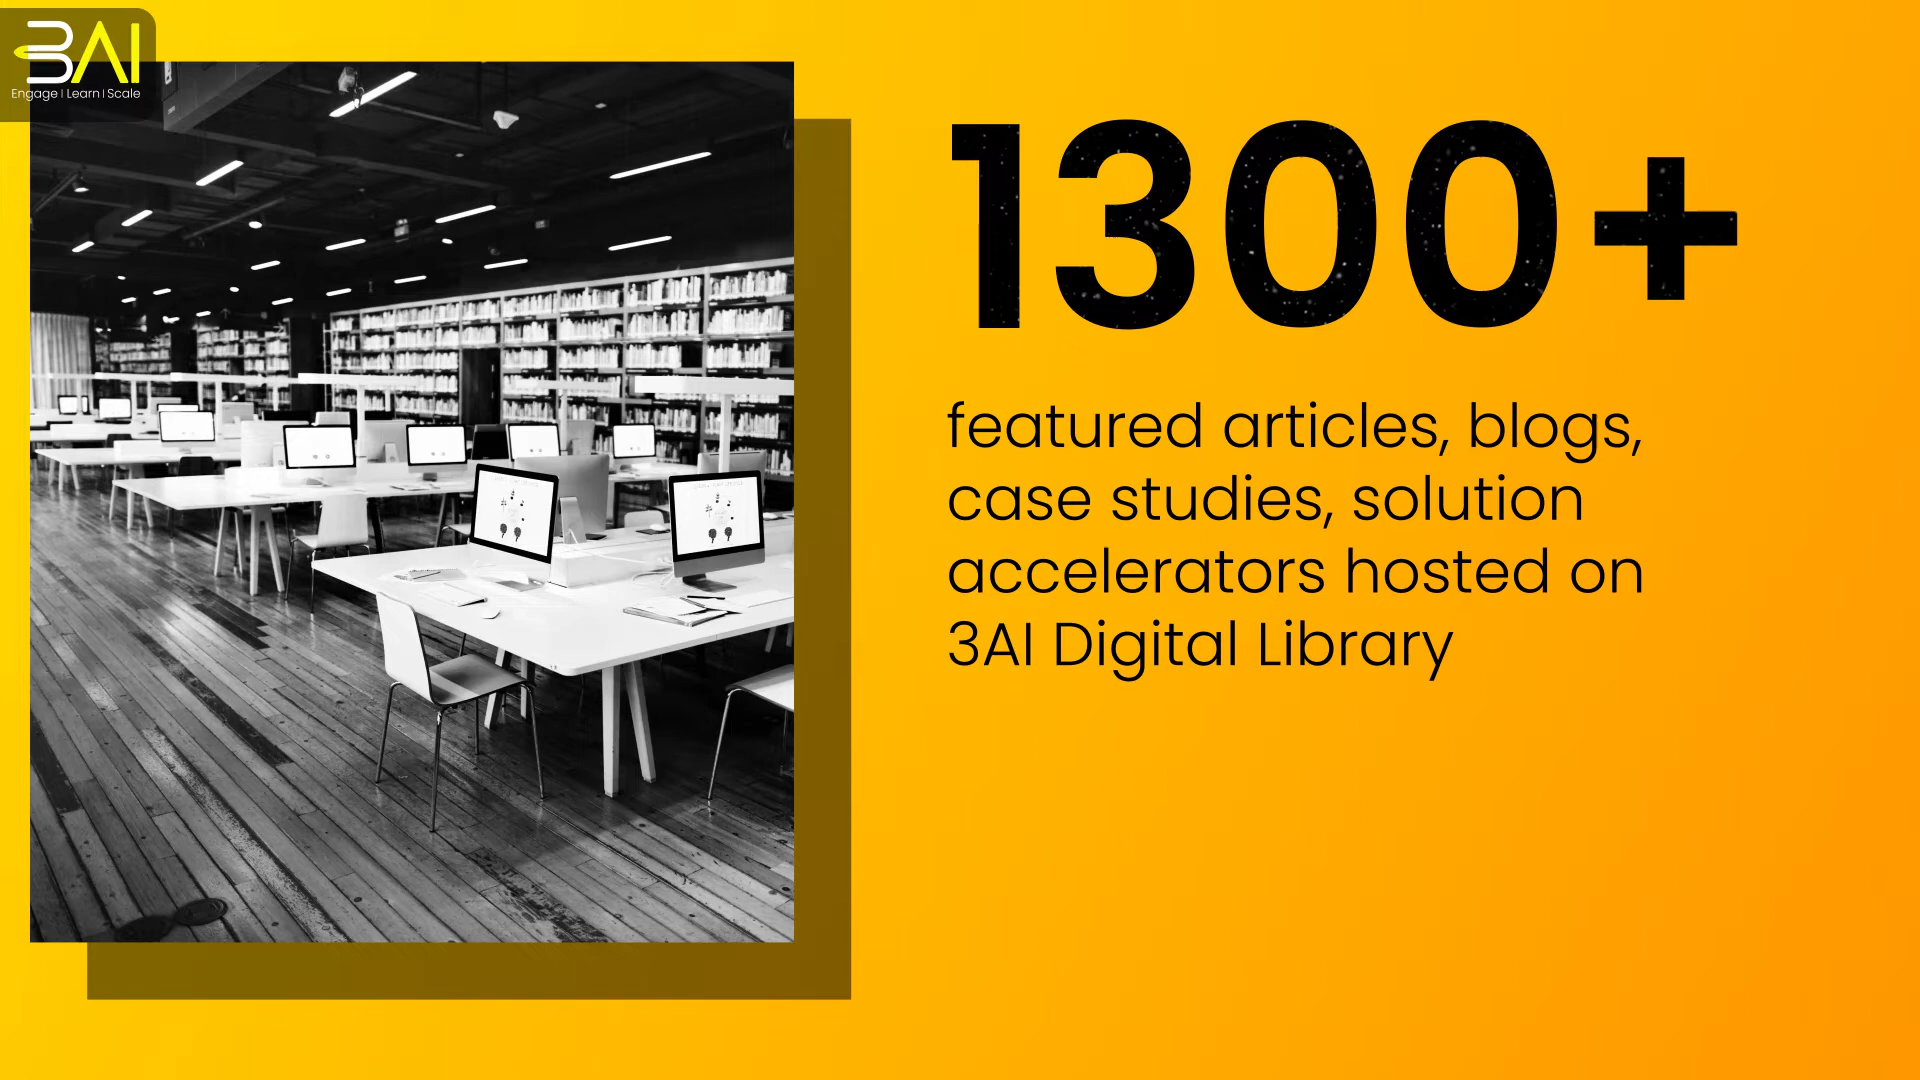 3AI
Engage | Learn | Scale
1300+
featured articles, blogs,
case studies, solution
accelerators hosted on
3AI Digital Library